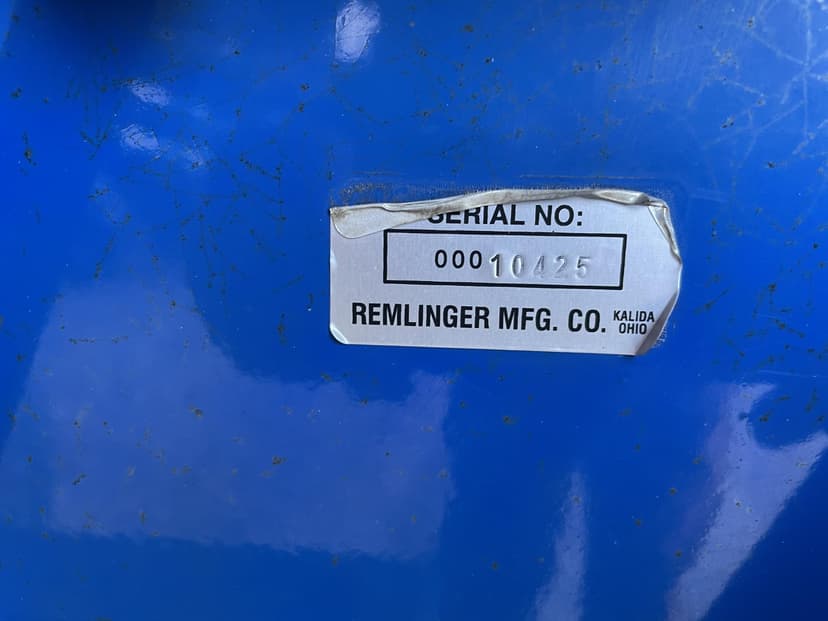 SERIAL NO:
00010425
REMLINGER MFG. CO. KALIDA OHIO